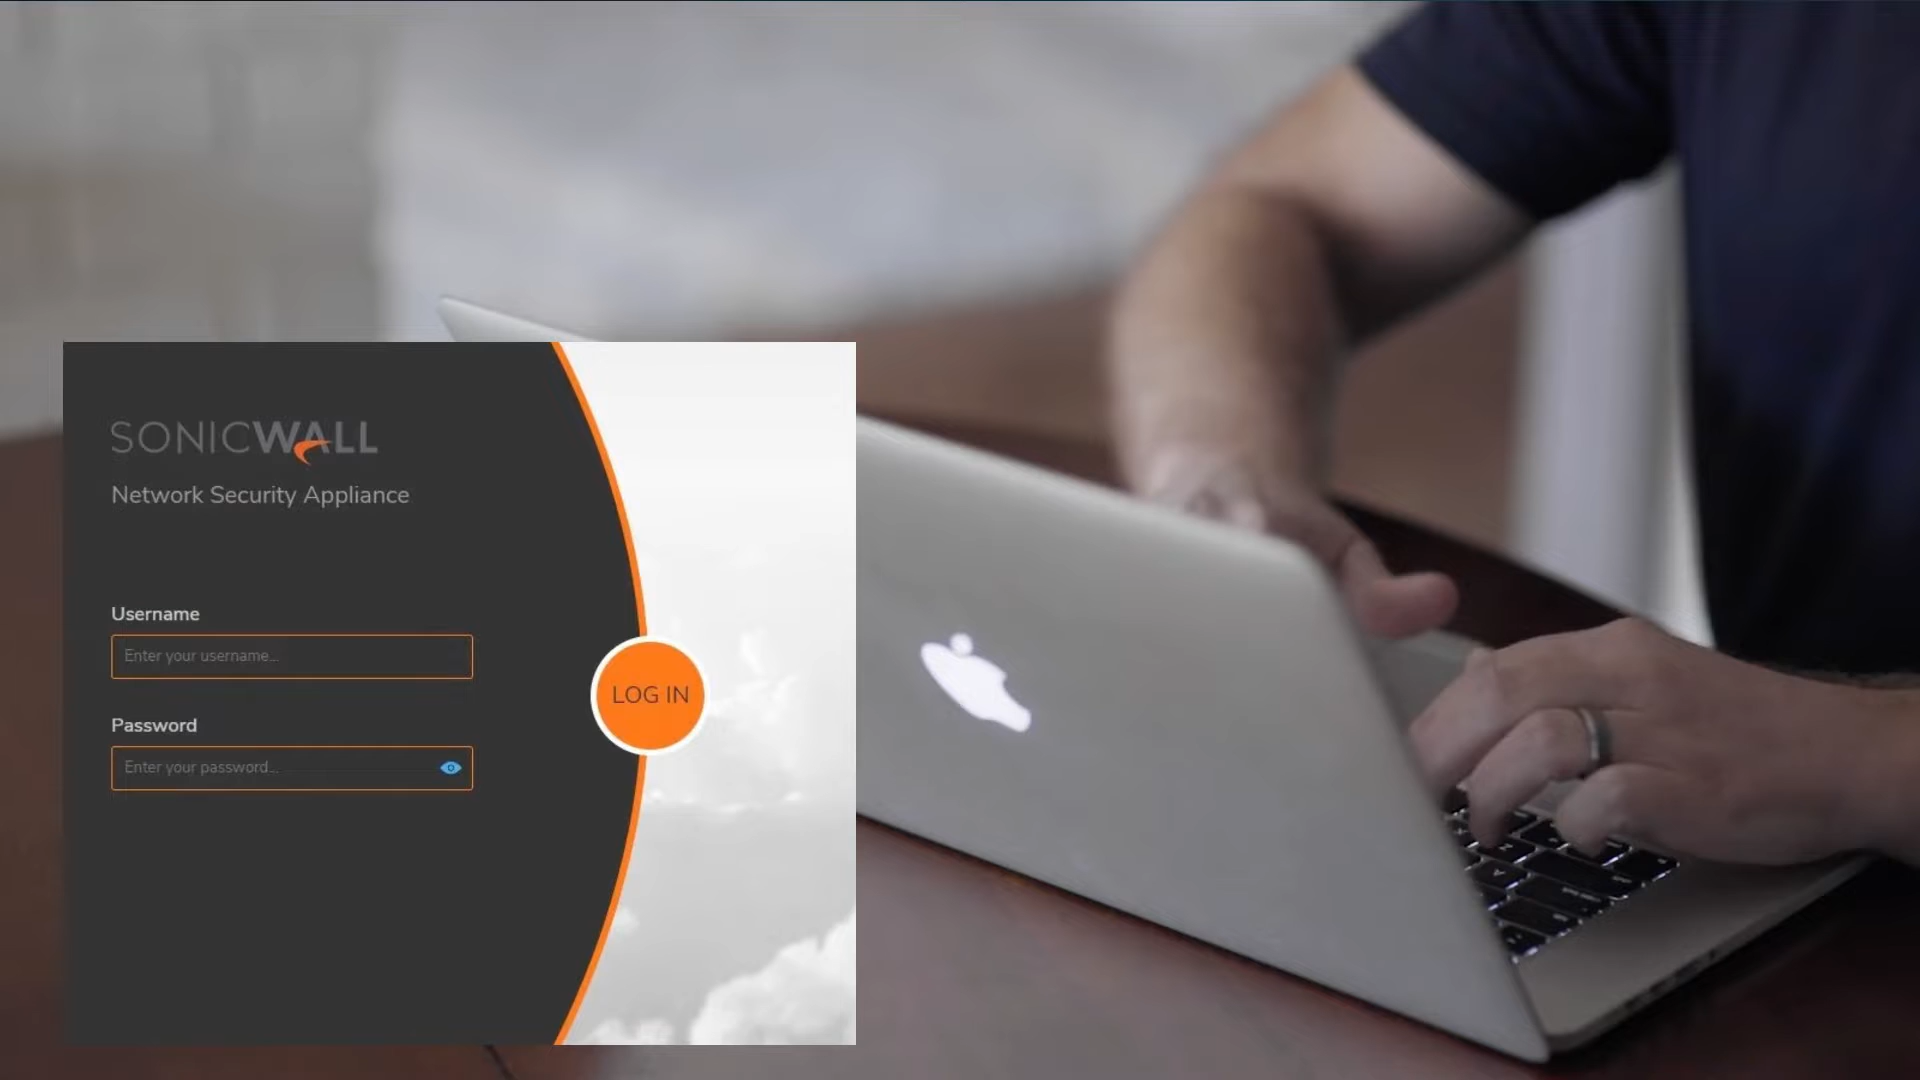 SONICWALL
Network Security Appliance
Username
Enter your username...
Password
Enter your password...
LOG IN